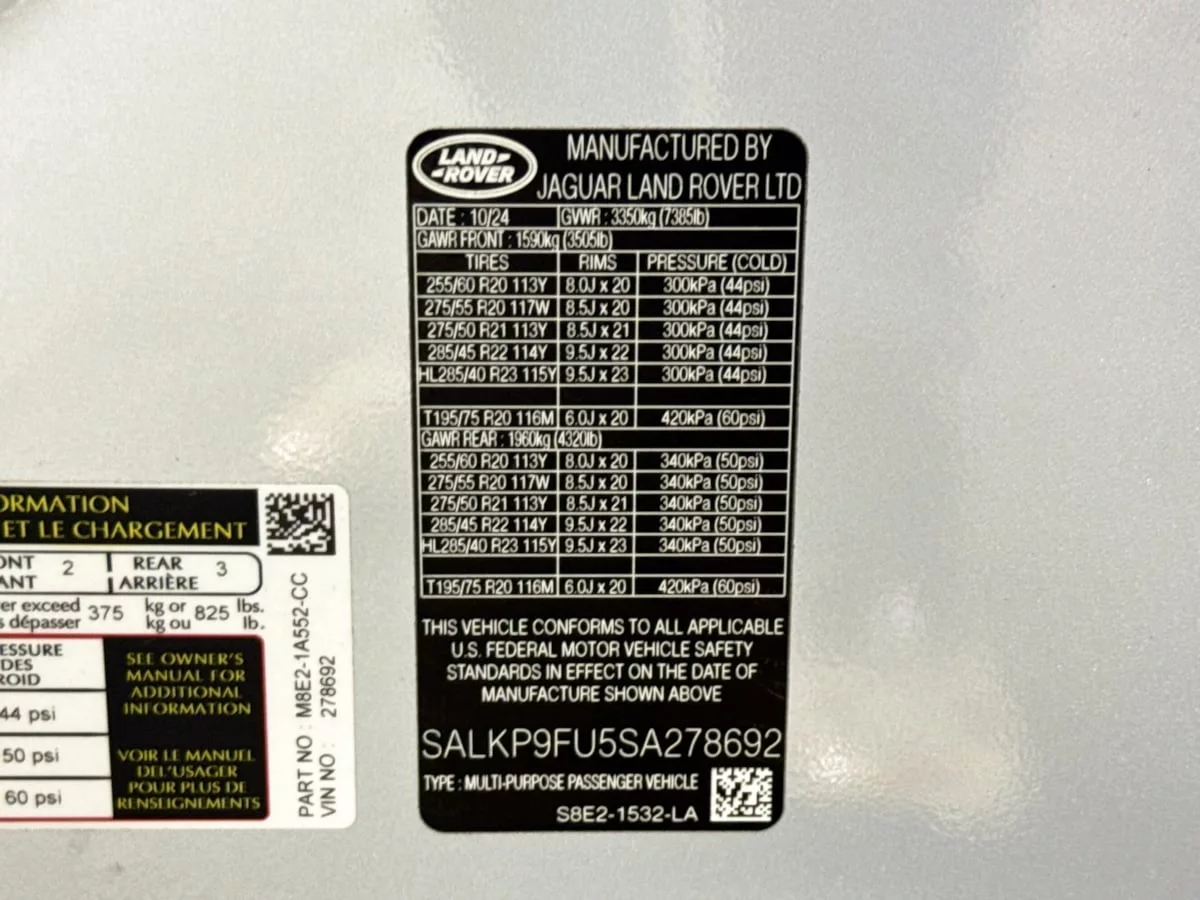 LAND-
-ROVER
MANUFACTURED BY
JAGUAR LAND ROVER LTD
DATE : 10/24 GVWR : 3350kg (7385lb)
GAWR FRONT : 1590kg (3505lb)
TIRES RIMS PRESSURE (COLD)
255/60 R20 113Y 8.0J x 20 300kPa (44psi)
275/55 R20 117W 8.5J x 20 300kPa (44psi)
275/50 R21 113Y 8.5J x 21 300kPa (44psi)
285/45 R22 114Y 9.5J x 22 300kPa (44psi)
HL285/40 R23 115Y 9.5J x 23 300kPa (44psi)
T195/75 R20 116M 6.0J x 20 420kPa (60psi)
GAWR REAR : 1960kg (4320lb)
255/60 R20 113Y 8.0J x 20 340kPa (50psi)
275/55 R20 117W 8.5J x 20 340kPa (50psi)
275/50 R21 113Y 8.5J x 21 340kPa (50psi)
285/45 R22 114Y 9.5J x 22 340kPa (50psi)
HL285/40 R23 115Y 9.5J x 23 340kPa (50psi)
T195/75 R20 116M 6.0J x 20 420kPa (60psi)
THIS VEHICLE CONFORMS TO ALL APPLICABLE
U.S. FEDERAL MOTOR VEHICLE SAFETY
STANDARDS IN EFFECT ON THE DATE OF
MANUFACTURE SHOWN ABOVE
SALKP9FU5SA278692
TYPE : MULTI-PURPOSE PASSENGER VEHICLE
S8E2-1532-LA
ORMATION
ET LE CHARGEMENT
ONT 2 REAR 3
ANT ARRIÈRE
er exceed 375 kg or 825 lbs.
s dépasser kg ou lb.
ESSURE
DES
ROID
44 psi
50 psi
60 psi
SEE OWNER'S
MANUAL FOR
ADDITIONAL
INFORMATION
VOIR LE MANUEL
DEL'USAGER
POUR PLUS DE
RENSEIGNEMENTS
PART NO : M8E2-1A552-CC
VIN NO : 278692